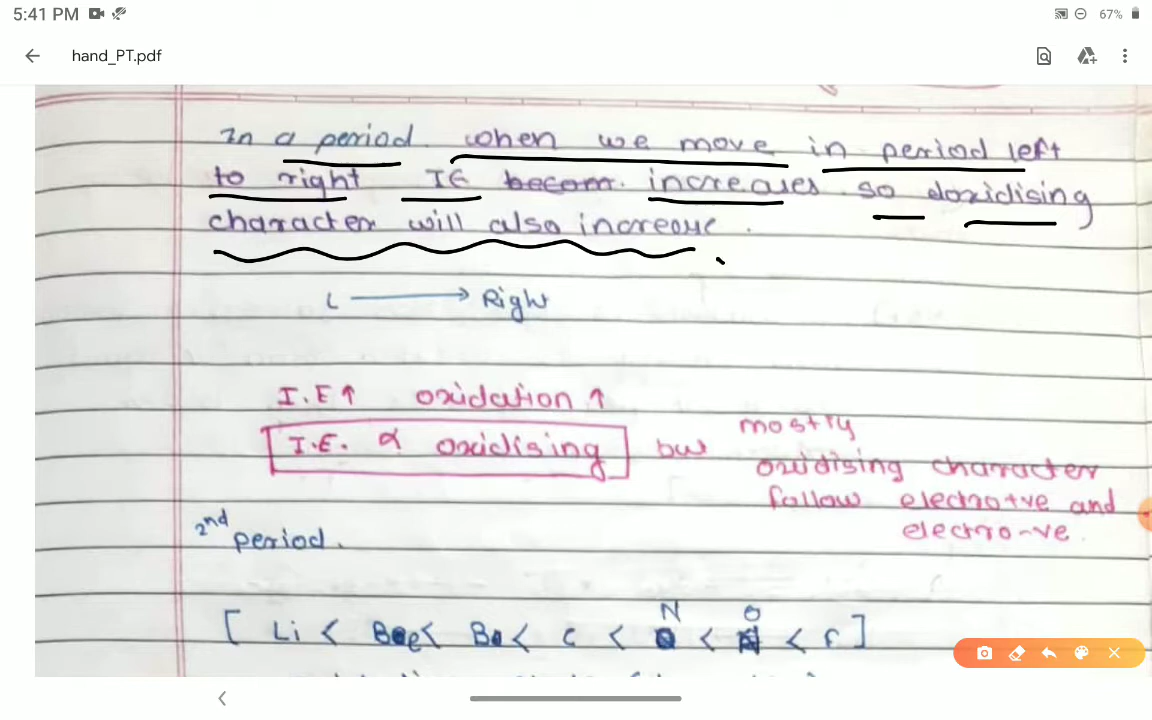 5:41 PM
67%
hand_PT.pdf
In a period when we move in period left
to right IE becom increases so doxidising
character will also increase.
L → Right
I.E ↑ oxidation ↑
I.E. ∝ oxidising but mostly
oxidising character
follow electro+ve and
electro-ve
2nd period.
[ Li < Be < B < C < N < O < F ]